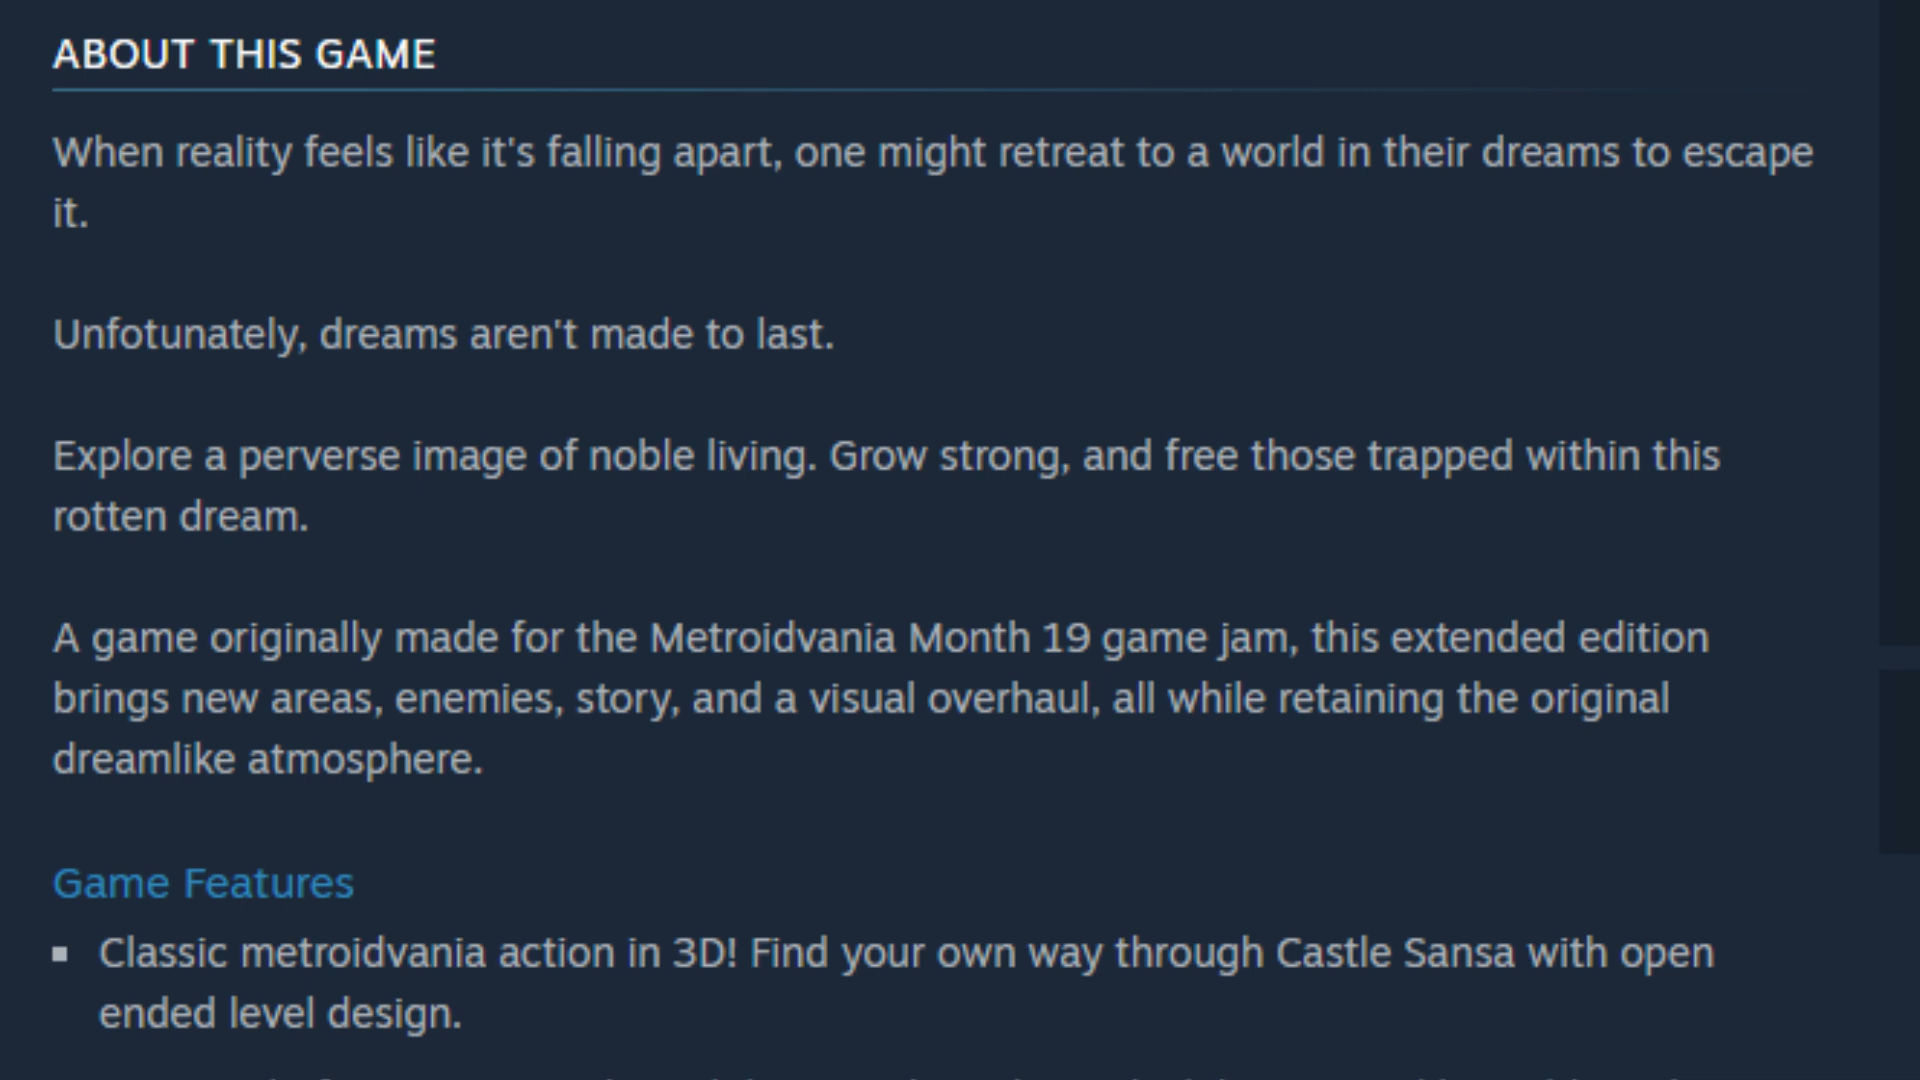 ABOUT THIS GAME
When reality feels like it's falling apart, one might retreat to a world in their dreams to escape
it.
Unfotunately, dreams aren't made to last.
Explore a perverse image of noble living. Grow strong, and free those trapped within this
rotten dream.
A game originally made for the Metroidvania Month 19 game jam, this extended edition
brings new areas, enemies, story, and a visual overhaul, all while retaining the original
dreamlike atmosphere.
Game Features
▪ Classic metroidvania action in 3D! Find your own way through Castle Sansa with open
ended level design.